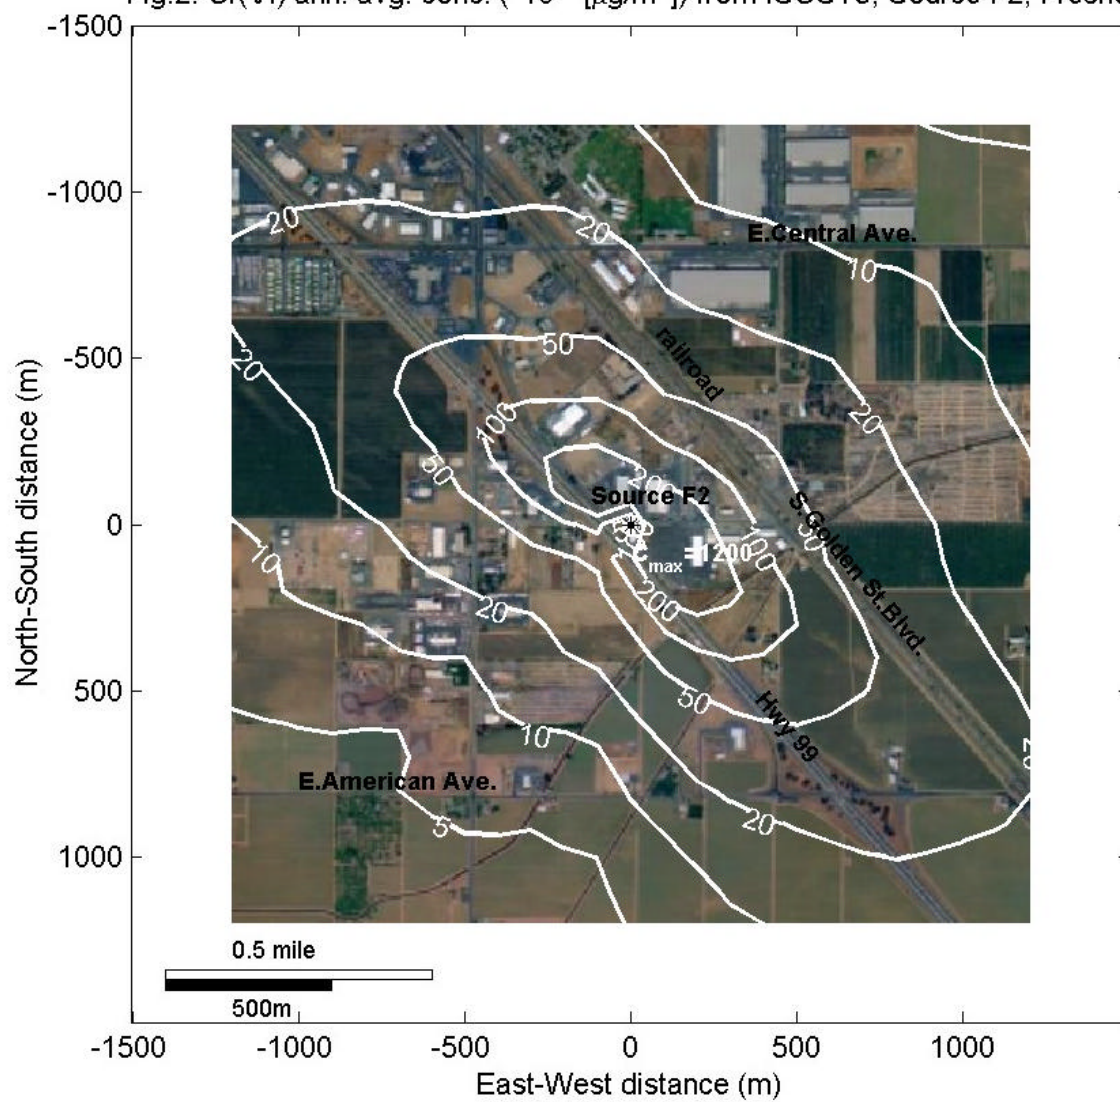 -1500
-1000
-500
0
500
1000
-1500
-1000
-500
0
500
1000
North-South distance (m)
East-West distance (m)
20
20
E.Central Ave.
10
20
railroad
50
20
100
50
200
Source F2
S.Golden St.Blvd.
50
100
C max =1200
10
200
20
50
Hwy 99
10
E.American Ave.
20
5
0.5 mile
500m